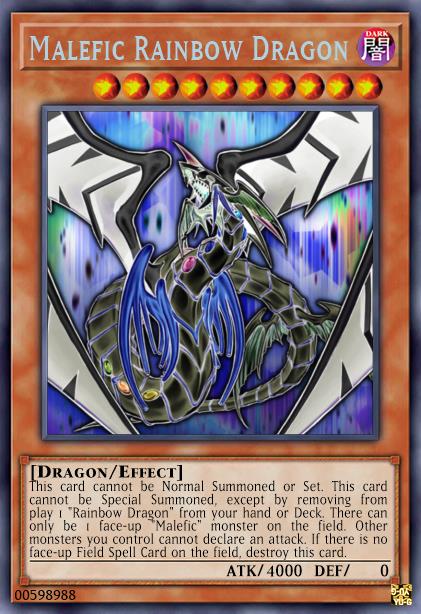 MALEFIC RAINBOW DRAGON
DARK
闇
[DRAGON/EFFECT]
This card cannot be Normal Summoned or Set. This card
cannot be Special Summoned, except by removing from
play 1 "Rainbow Dragon" from your hand or Deck. There can
only be 1 face-up "Malefic" monster on the field. Other
monsters you control cannot declare an attack. If there is no
face-up Field Spell Card on the field, destroy this card.
ATK/4000 DEF/ 0
00598988